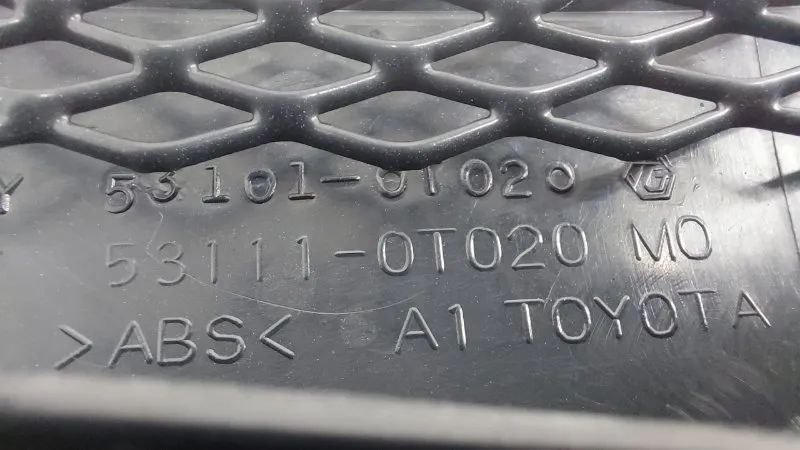 Y 53101-0T020 G
53111-0T020 M0
>ABS< A1 TOYOTA